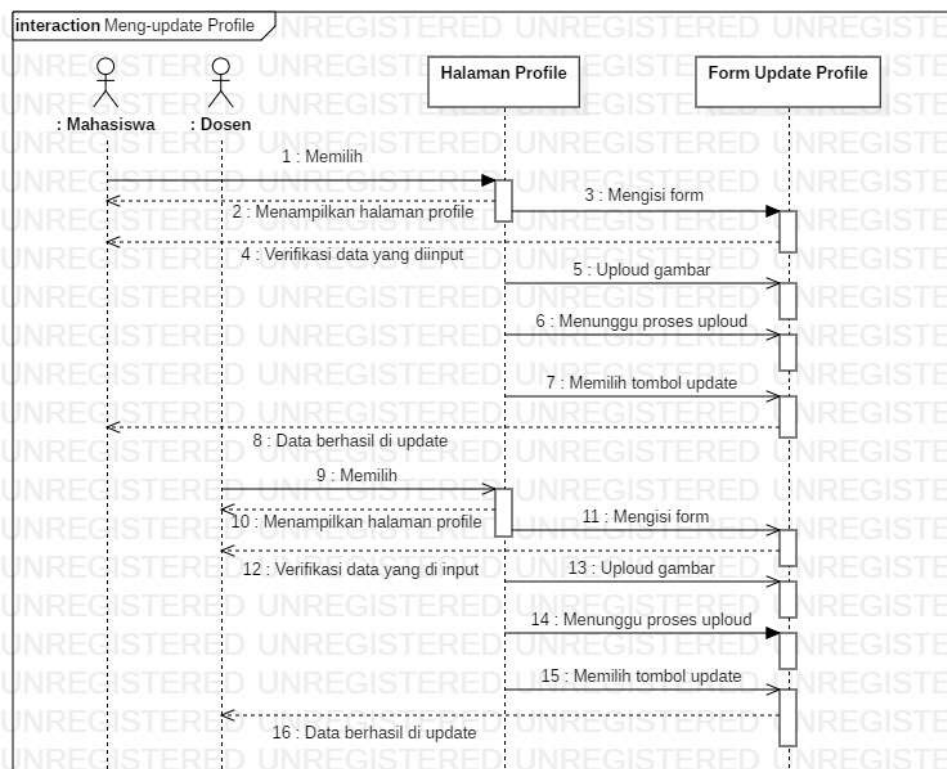 interaction Meng-update Profile
Halaman Profile
Form Update Profile
: Mahasiswa
: Dosen
1 : Memilih
2 : Menampilkan halaman profile
3 : Mengisi form
4 : Verifikasi data yang diinput
5 : Uploud gambar
6 : Menunggu proses uploud
7 : Memilih tombol update
8 : Data berhasil di update
9 : Memilih
10 : Menampilkan halaman profile
11 : Mengisi form
12 : Verifikasi data yang di input
13 : Uploud gambar
14 : Menunggu proses uploud
15 : Memilih tombol update
16 : Data berhasil di update
UNREGISTERED